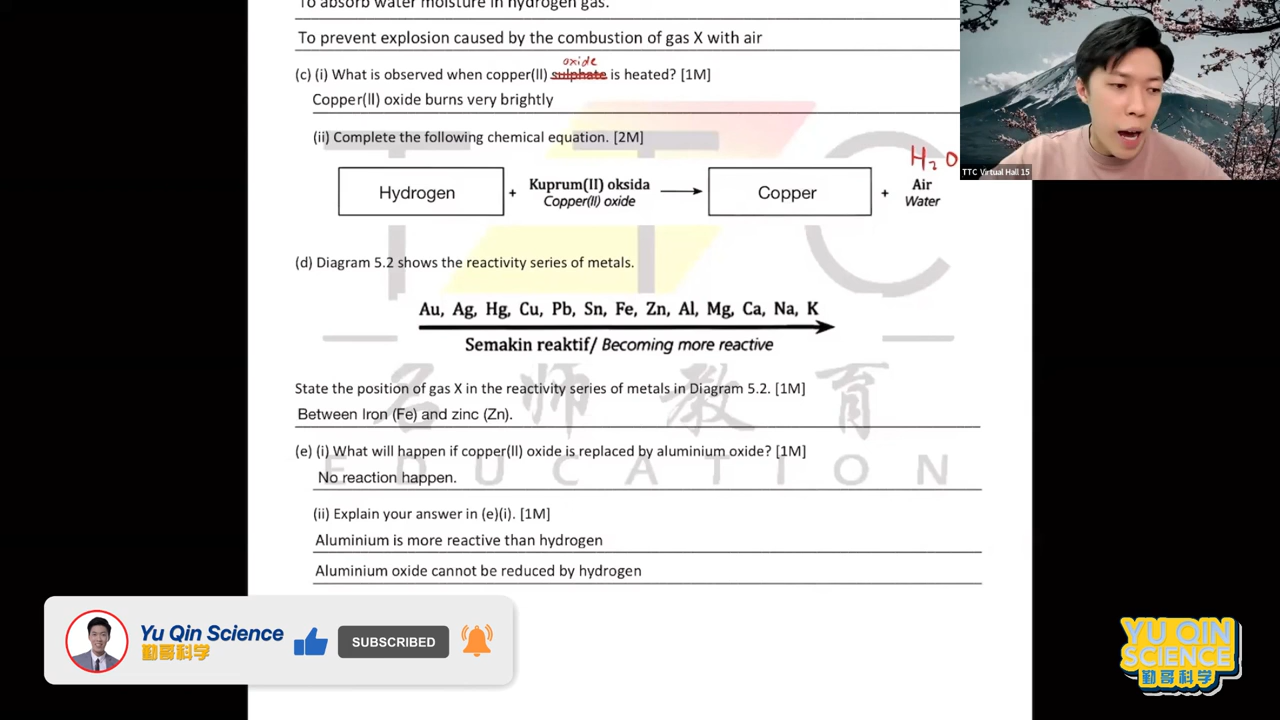 To absorb water moisture in hydrogen gas.
To prevent explosion caused by the combustion of gas X with air
oxide
(c) (i) What is observed when copper(ll) sulphate is heated? [1M]
Copper(ll) oxide burns very brightly
(ii) Complete the following chemical equation. [2M]
H₂O
Hydrogen + Kuprum(II) oksida Copper(II) oxide → Copper + Air Water
TTC Virtual Hall 15
(d) Diagram 5.2 shows the reactivity series of metals.
Au, Ag, Hg, Cu, Pb, Sn, Fe, Zn, Al, Mg, Ca, Na, K
Semakin reaktif/ Becoming more reactive
State the position of gas X in the reactivity series of metals in Diagram 5.2. [1M]
Between Iron (Fe) and zinc (Zn).
(e) (i) What will happen if copper(ll) oxide is replaced by aluminium oxide? [1M]
No reaction happen.
(ii) Explain your answer in (e)(i). [1M]
Aluminium is more reactive than hydrogen
Aluminium oxide cannot be reduced by hydrogen
TTC
名师教育
EDUCATION
Yu Qin Science
勤哥科学
SUBSCRIBED
YU QIN
SCIENCE
勤哥科学